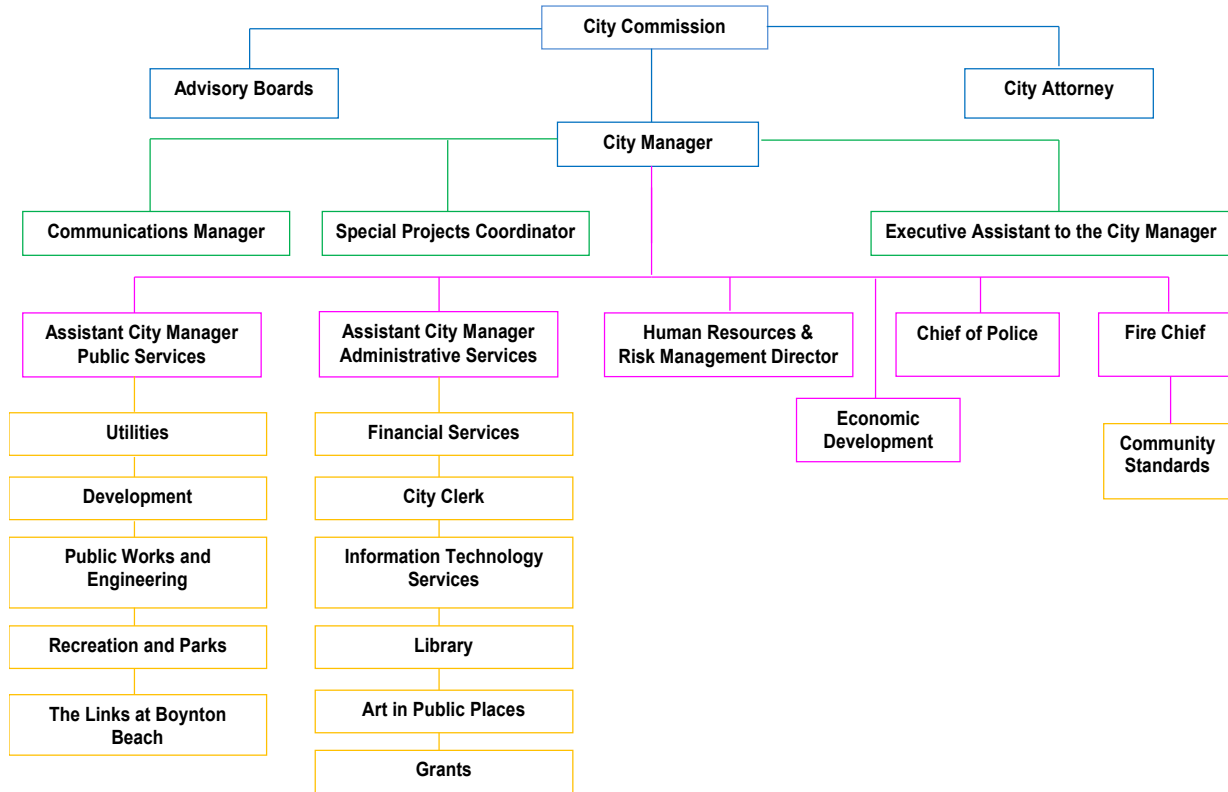 City Commission
Advisory Boards
City Attorney
City Manager
Communications Manager
Special Projects Coordinator
Executive Assistant to the City Manager
Assistant City Manager
Public Services
Assistant City Manager
Administrative Services
Human Resources &
Risk Management Director
Chief of Police
Fire Chief
Economic
Development
Community
Standards
Utilities
Development
Public Works and
Engineering
Recreation and Parks
The Links at Boynton
Beach
Financial Services
City Clerk
Information Technology
Services
Library
Art in Public Places
Grants